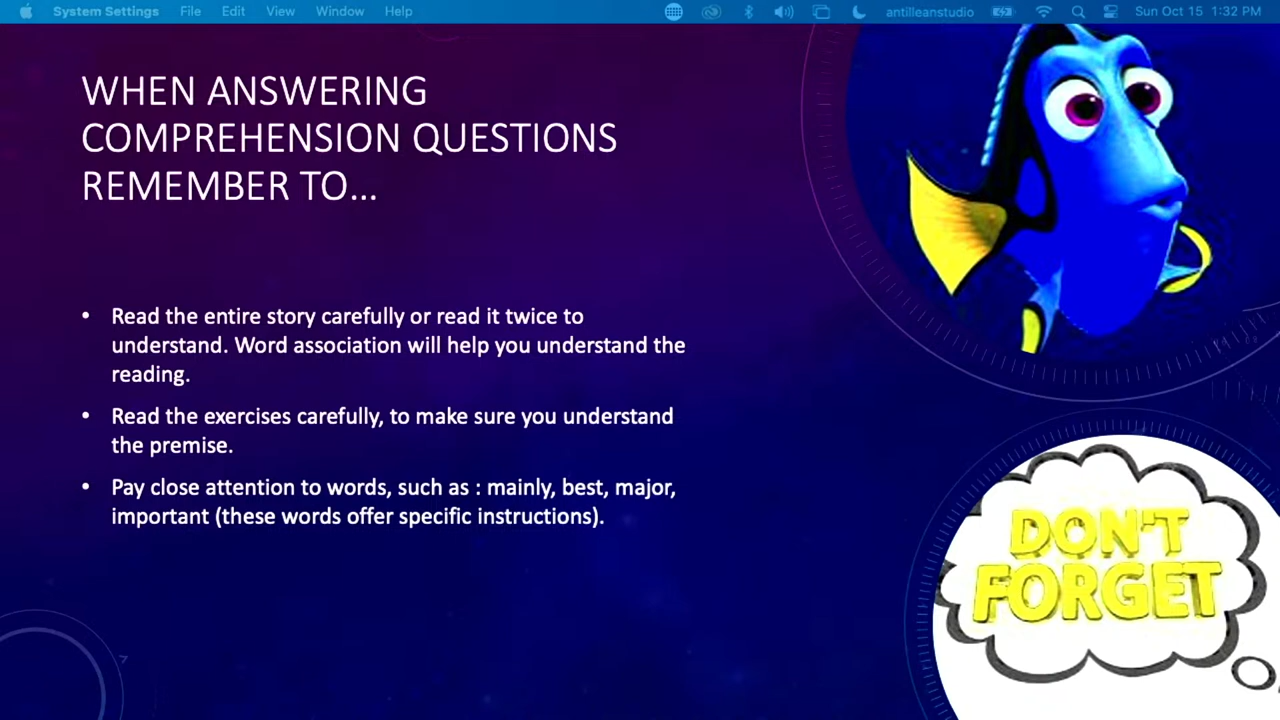 System Settings File Edit View Window Help antilleanstudio Sun Oct 15 1:32 PM
WHEN ANSWERING
COMPREHENSION QUESTIONS
REMEMBER TO...
• Read the entire story carefully or read it twice to
understand. Word association will help you understand the
reading.
• Read the exercises carefully, to make sure you understand
the premise.
• Pay close attention to words, such as : mainly, best, major,
important (these words offer specific instructions).
DON'T
FORGET